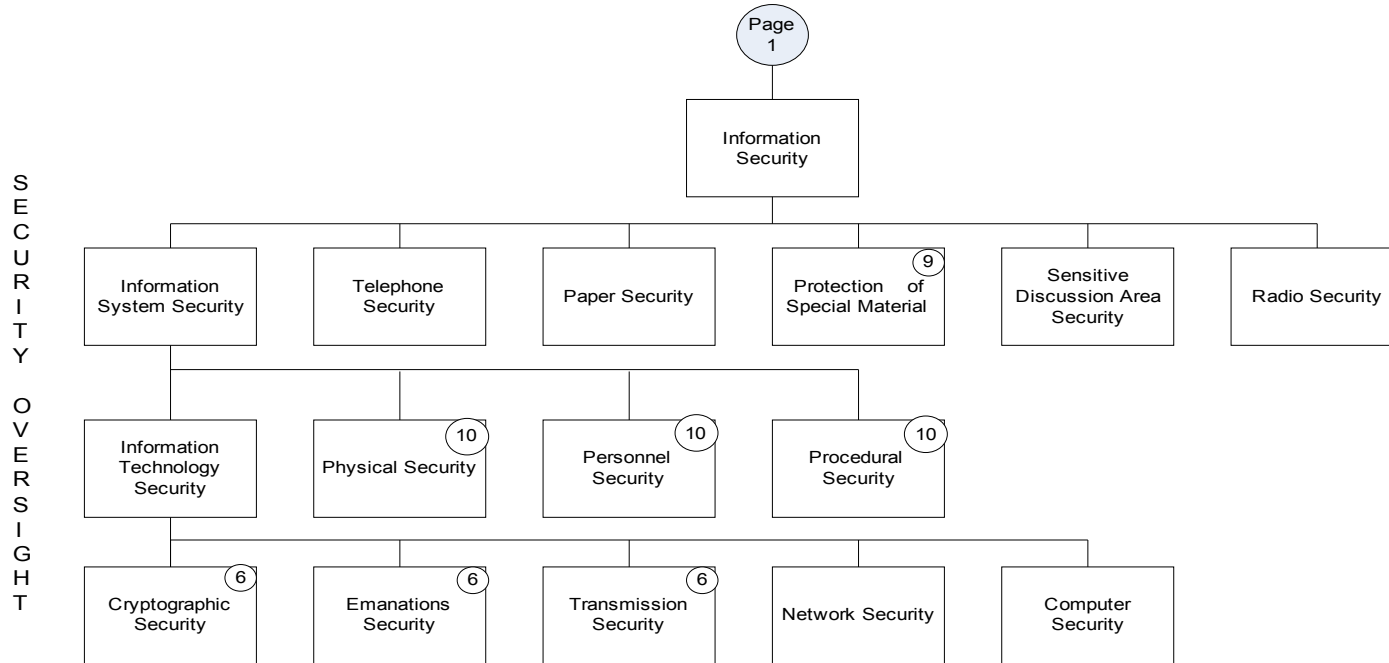 Page
1
Information
Security
SECURITY OVERSIGHT
Information
System Security
Telephone
Security
Paper Security
9
Protection of
Special Material
Sensitive
Discussion Area
Security
Radio Security
Information
Technology
Security
10
Physical Security
10
Personnel
Security
10
Procedural
Security
6
Cryptographic
Security
6
Emanations
Security
6
Transmission
Security
Network Security
Computer
Security